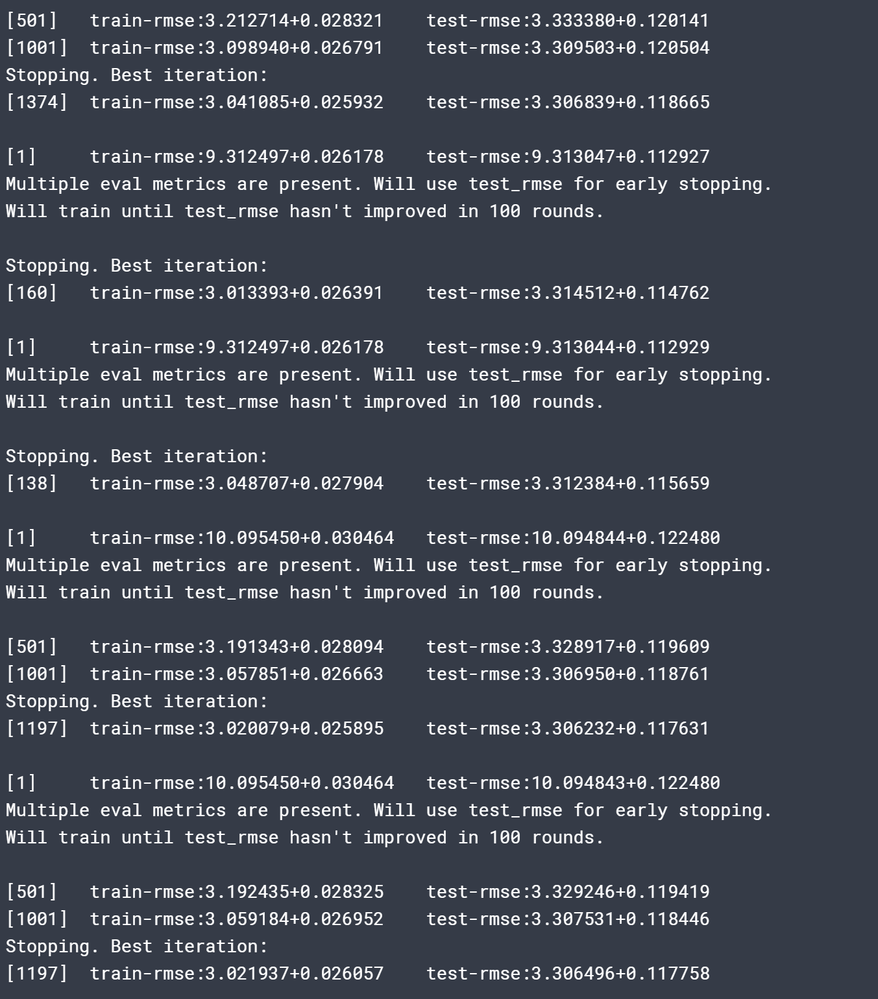 [501]   train-rmse:3.212714+0.028321    test-rmse:3.333380+0.120141
[1001]  train-rmse:3.098940+0.026791    test-rmse:3.309503+0.120504
Stopping. Best iteration:
[1374]  train-rmse:3.041085+0.025932    test-rmse:3.306839+0.118665
[1]     train-rmse:9.312497+0.026178    test-rmse:9.313047+0.112927
Multiple eval metrics are present. Will use test_rmse for early stopping.
Will train until test_rmse hasn't improved in 100 rounds.
Stopping. Best iteration:
[160]   train-rmse:3.013393+0.026391    test-rmse:3.314512+0.114762
[1]     train-rmse:9.312497+0.026178    test-rmse:9.313044+0.112929
Multiple eval metrics are present. Will use test_rmse for early stopping.
Will train until test_rmse hasn't improved in 100 rounds.
Stopping. Best iteration:
[138]   train-rmse:3.048707+0.027904    test-rmse:3.312384+0.115659
[1]     train-rmse:10.095450+0.030464   test-rmse:10.094844+0.122480
Multiple eval metrics are present. Will use test_rmse for early stopping.
Will train until test_rmse hasn't improved in 100 rounds.
[501]   train-rmse:3.191343+0.028094    test-rmse:3.328917+0.119609
[1001]  train-rmse:3.057851+0.026663    test-rmse:3.306950+0.118761
Stopping. Best iteration:
[1197]  train-rmse:3.020079+0.025895    test-rmse:3.306232+0.117631
[1]     train-rmse:10.095450+0.030464   test-rmse:10.094843+0.122480
Multiple eval metrics are present. Will use test_rmse for early stopping.
Will train until test_rmse hasn't improved in 100 rounds.
[501]   train-rmse:3.192435+0.028325    test-rmse:3.329246+0.119419
[1001]  train-rmse:3.059184+0.026952    test-rmse:3.307531+0.118446
Stopping. Best iteration:
[1197]  train-rmse:3.021937+0.026057    test-rmse:3.306496+0.117758